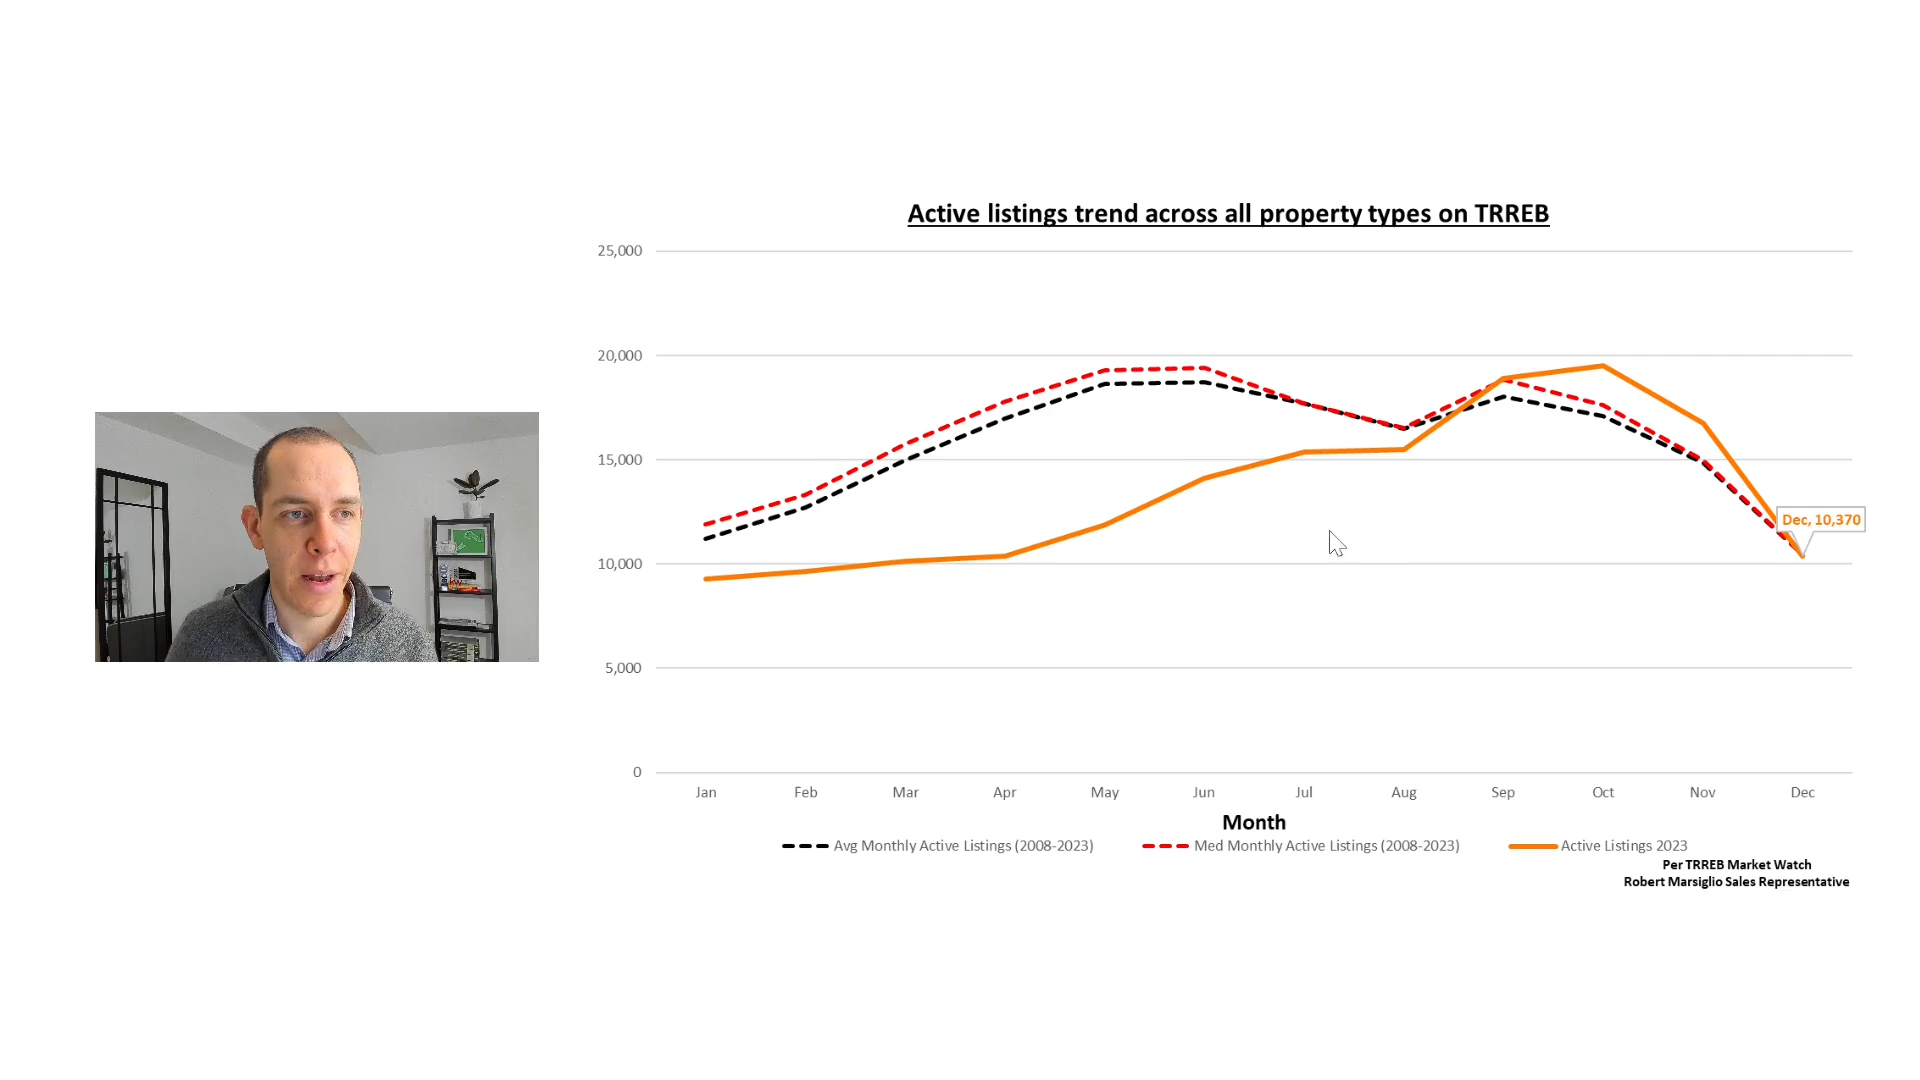 Active listings trend across all property types on TRREB
25,000
20,000
15,000
10,000
5,000
0
Dec, 10,370
Jan Feb Mar Apr May Jun Jul Aug Sep Oct Nov Dec
Month
Avg Monthly Active Listings (2008-2023) Med Monthly Active Listings (2008-2023) Active Listings 2023
Per TRREB Market Watch
Robert Marsiglio Sales Representative